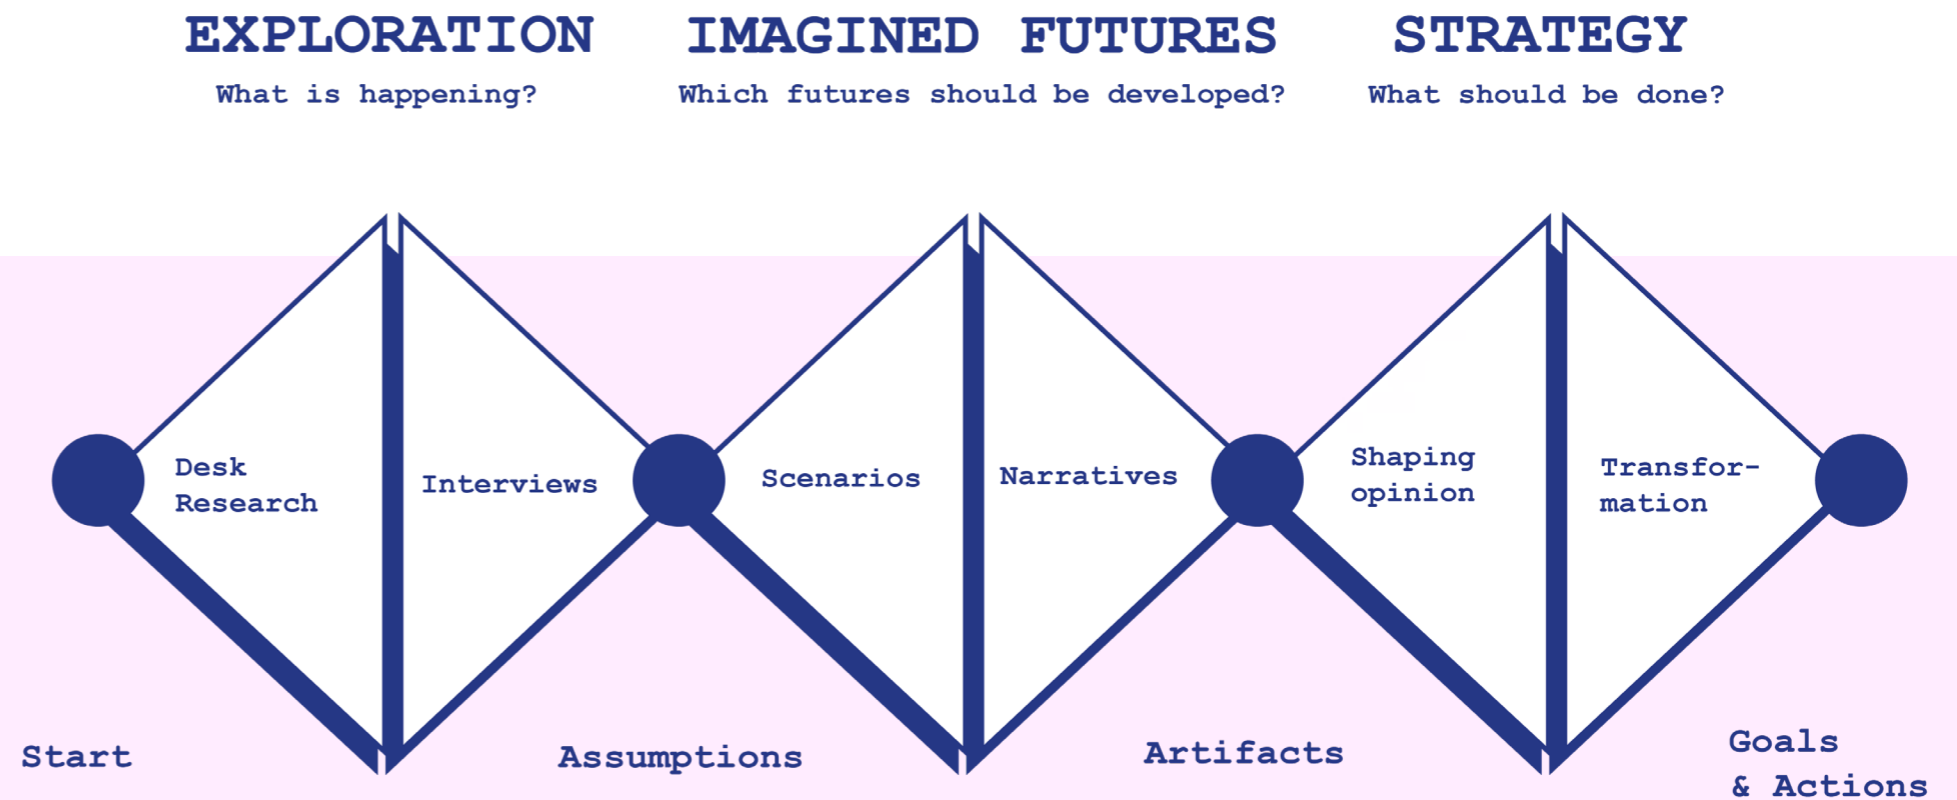 EXPLORATION
What is happening?
IMAGINED FUTURES
Which futures should be developed?
STRATEGY
What should be done?
Desk
Research
Interviews
Scenarios
Narratives
Shaping
opinion
Transfor-
mation
Start
Assumptions
Artifacts
Goals
& Actions